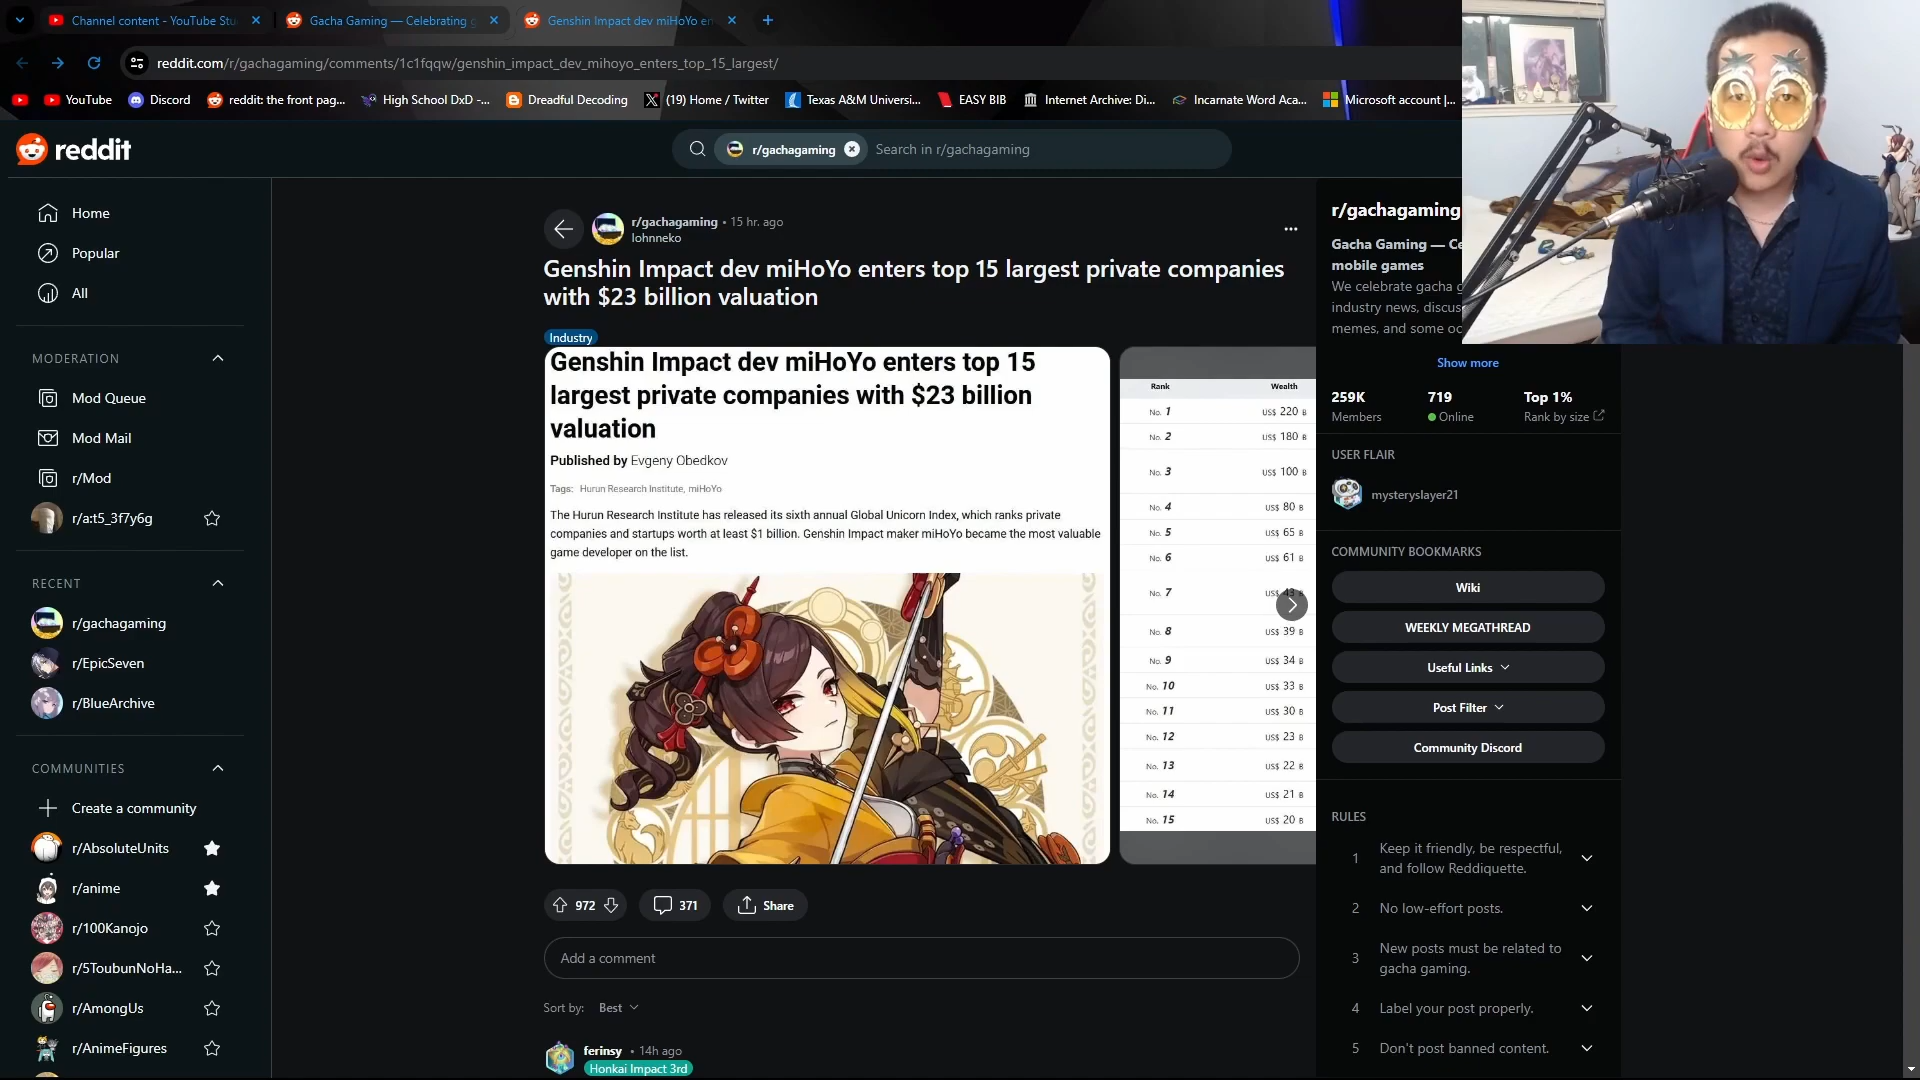 Channel content - YouTube Stu
Gacha Gaming — Celebrating g
Genshin Impact dev miHoYo en
reddit.com/r/gachagaming/comments/1c1fqqw/genshin_impact_dev_mihoyo_enters_top_15_largest/
YouTube
Discord
reddit: the front pag...
High School DxD -...
Dreadful Decoding
(19) Home / Twitter
Texas A&M Universi...
EASY BIB
Internet Archive: Di...
Incarnate Word Aca...
Microsoft account |...
reddit
r/gachagaming
Search in r/gachagaming
Home
Popular
All
MODERATION
Mod Queue
Mod Mail
r/Mod
r/a:t5_3f7y6g
RECENT
r/gachagaming
r/EpicSeven
r/BlueArchive
COMMUNITIES
Create a community
r/AbsoluteUnits
r/anime
r/100Kanojo
r/5ToubunNoHa...
r/AmongUs
r/AnimeFigures
r/gachagaming • 15 hr. ago
lohnneko
Genshin Impact dev miHoYo enters top 15 largest private companies
with $23 billion valuation
Industry
Genshin Impact dev miHoYo enters top 15
largest private companies with $23 billion
valuation
Published by Evgeny Obedkov
Tags: Hurun Research Institute, miHoYo
The Hurun Research Institute has released its sixth annual Global Unicorn Index, which ranks private
companies and startups worth at least $1 billion. Genshin Impact maker miHoYo became the most valuable
game developer on the list.
Rank Wealth
No. 1 US$ 220 B
No. 2 US$ 180 B
No. 3 US$ 100 B
No. 4 US$ 80 B
No. 5 US$ 65 B
No. 6 US$ 61 B
No. 7 US$ 43 B
No. 8 US$ 39 B
No. 9 US$ 34 B
No. 10 US$ 33 B
No. 11 US$ 30 B
No. 12 US$ 23 B
No. 13 US$ 22 B
No. 14 US$ 21 B
No. 15 US$ 20 B
972
371
Share
Add a comment
Sort by: Best
ferinsy • 14h ago
Honkai Impact 3rd
r/gachagaming
Gacha Gaming — Ce
mobile games
We celebrate gacha g
industry news, discus
memes, and some oc
Show more
259K 719 Top 1%
Members Online Rank by size
USER FLAIR
mysteryslayer21
COMMUNITY BOOKMARKS
Wiki
WEEKLY MEGATHREAD
Useful Links
Post Filter
Community Discord
RULES
1 Keep it friendly, be respectful,
and follow Reddiquette.
2 No low-effort posts.
3 New posts must be related to
gacha gaming.
4 Label your post properly.
5 Don't post banned content.